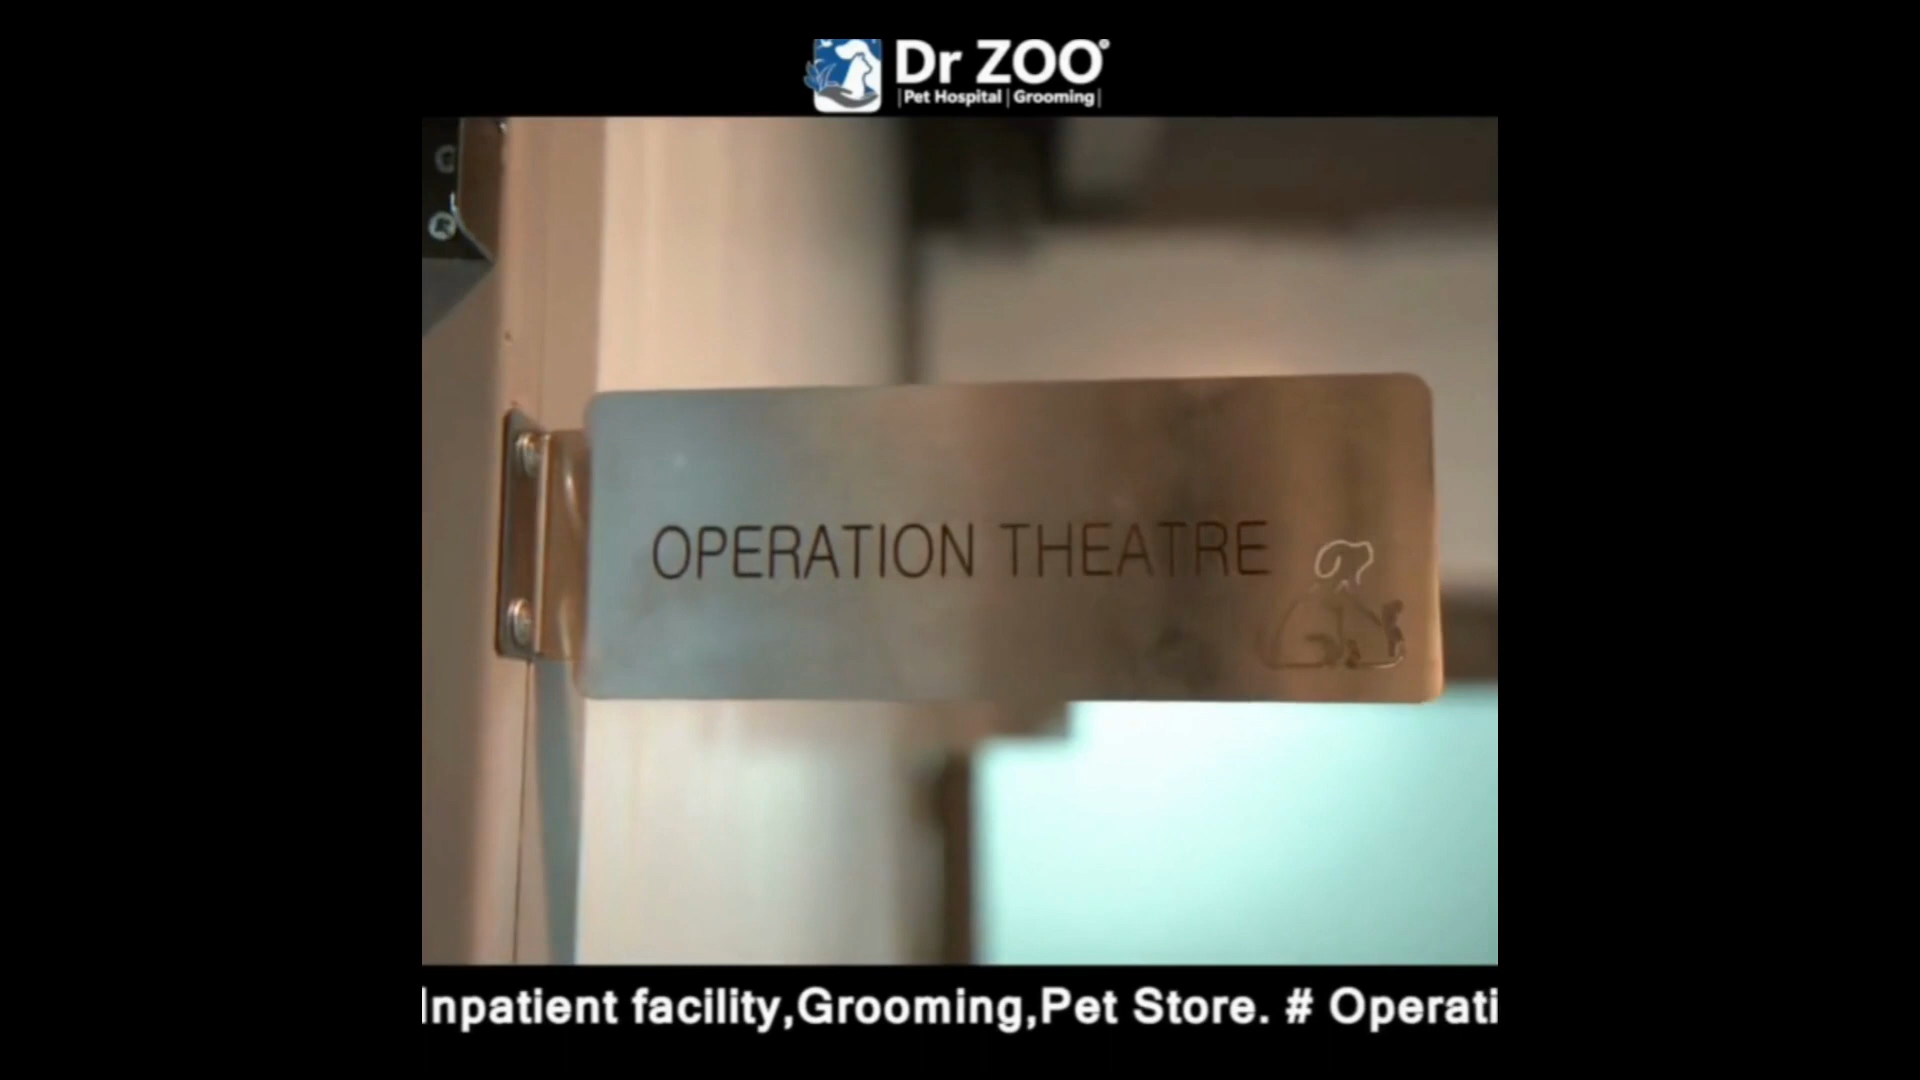 Dr ZOO
|Pet Hospital|Grooming|
OPERATION THEATRE
Inpatient facility,Grooming,Pet Store. # Operati